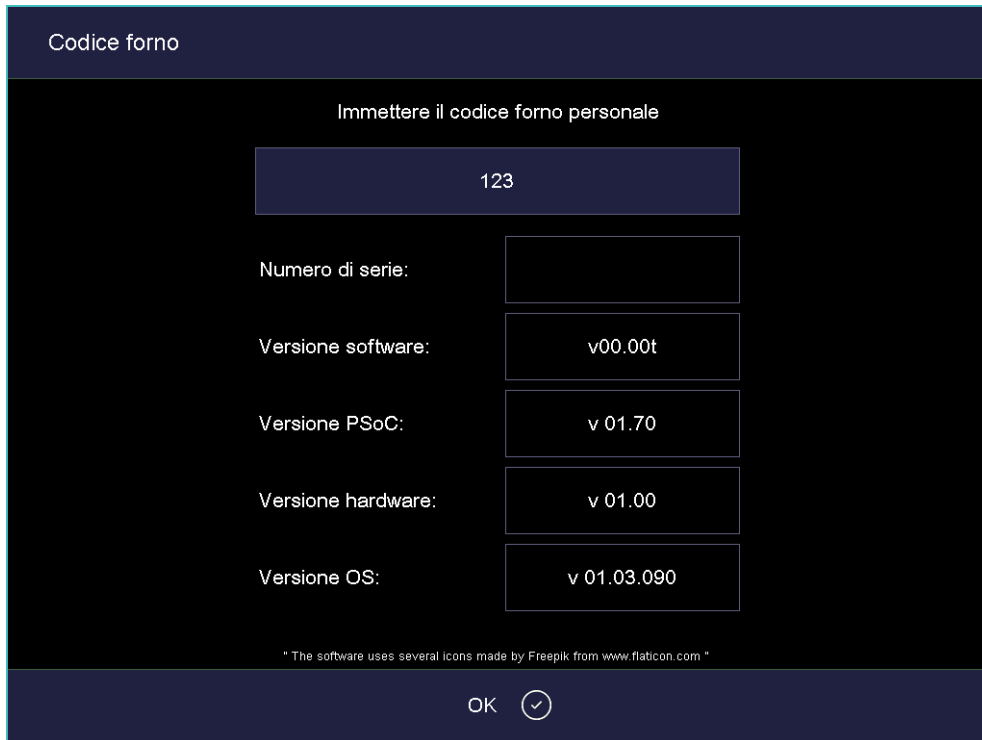 Codice forno
Immettere il codice forno personale
123
Numero di serie:
Versione software: v00.00t
Versione PSoC: v 01.70
Versione hardware: v 01.00
Versione OS: v 01.03.090
" The software uses several icons made by Freepik from www.flaticon.com "
OK